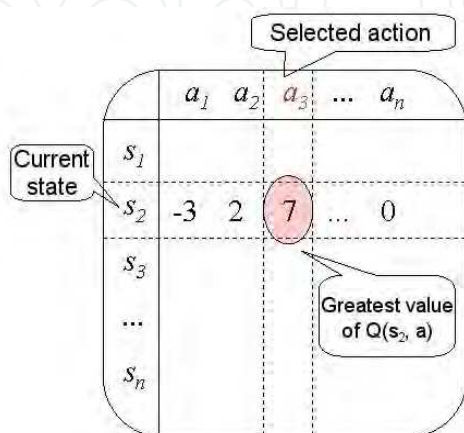 Selected action
a₁ a₂ a₃ ... aₙ
s₁
Current
state
s₂ -3 2 7 ... 0
s₃
Greatest value
of Q(s₂, a)
...
sₙ